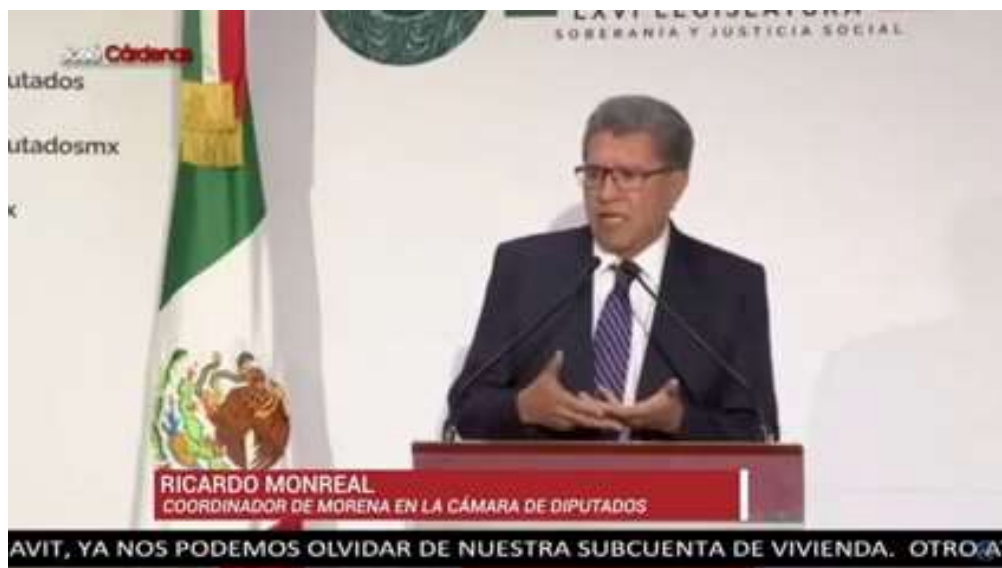 LXVI LEGISLATURA
SOBERANÍA Y JUSTICIA SOCIAL
Cárdenas
utados
utadosmx
x
RICARDO MONREAL
COORDINADOR DE MORENA EN LA CÁMARA DE DIPUTADOS
AVIT, YA NOS PODEMOS OLVIDAR DE NUESTRA SUBCUENTA DE VIVIENDA. OTRO